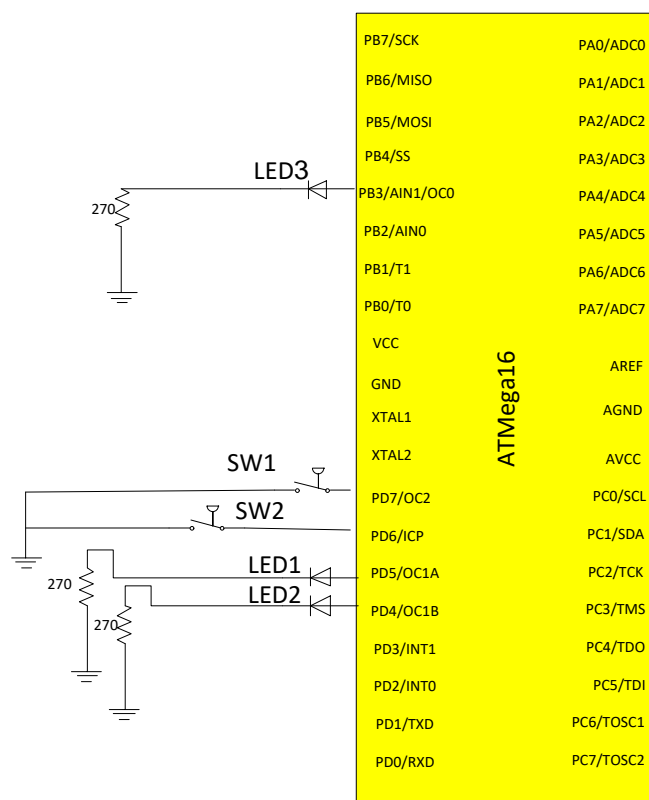 PB7/SCK
PA0/ADC0
PB6/MISO
PA1/ADC1
PB5/MOSI
PA2/ADC2
PB4/SS
PA3/ADC3
LED3
PB3/AIN1/OC0
PA4/ADC4
270
PB2/AIN0
PA5/ADC5
PB1/T1
PA6/ADC6
PB0/T0
PA7/ADC7
VCC
AREF
GND
ATMega16
AGND
XTAL1
XTAL2
AVCC
SW1
PD7/OC2
PC0/SCL
SW2
PD6/ICP
PC1/SDA
LED1
PD5/OC1A
PC2/TCK
270
LED2
PD4/OC1B
PC3/TMS
270
PD3/INT1
PC4/TDO
PD2/INT0
PC5/TDI
PD1/TXD
PC6/TOSC1
PD0/RXD
PC7/TOSC2